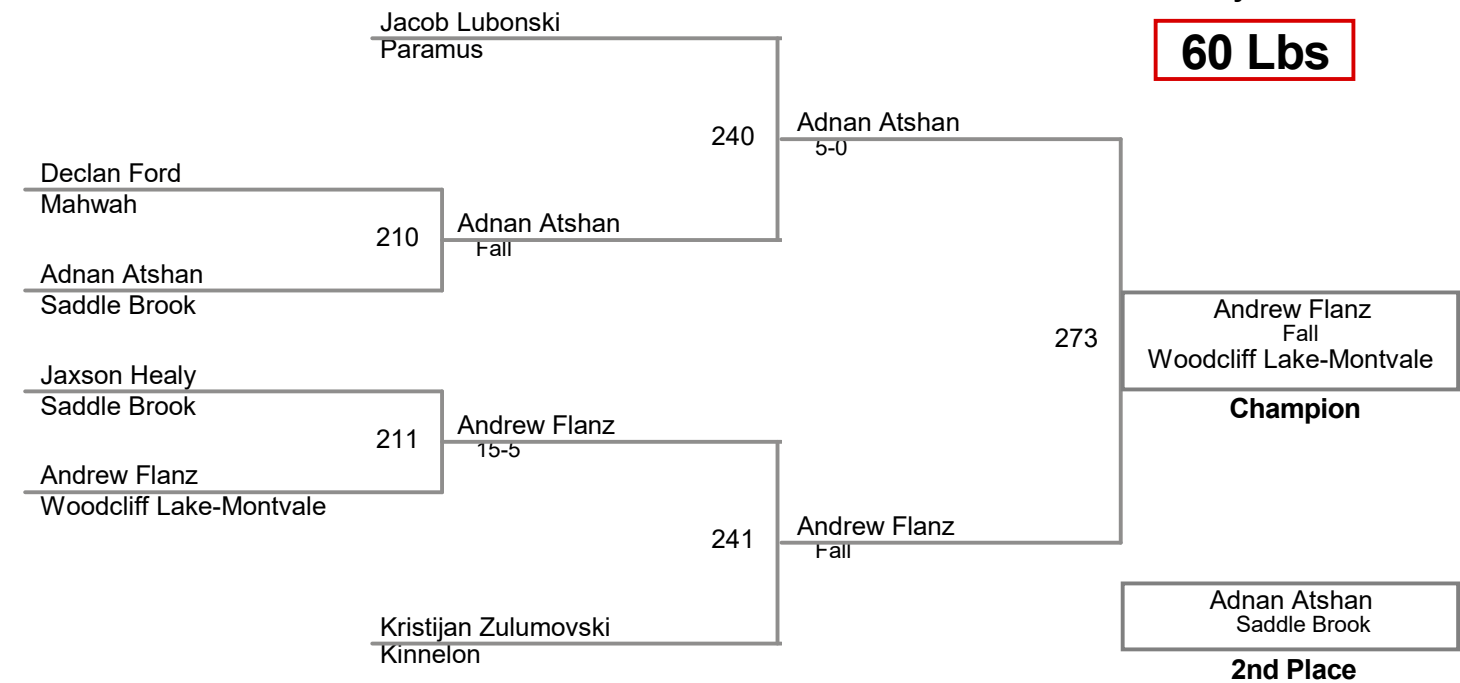 Jacob Lubonski
Paramus
60 Lbs
240
Adnan Atshan
5-0
Declan Ford
Mahwah
210
Adnan Atshan
Fall
Adnan Atshan
Saddle Brook
273
Andrew Flanz
Fall
Woodcliff Lake-Montvale
Champion
Jaxson Healy
Saddle Brook
211
Andrew Flanz
15-5
Andrew Flanz
Woodcliff Lake-Montvale
241
Andrew Flanz
Fall
Kristijan Zulumovski
Kinnelon
Adnan Atshan
Saddle Brook
2nd Place